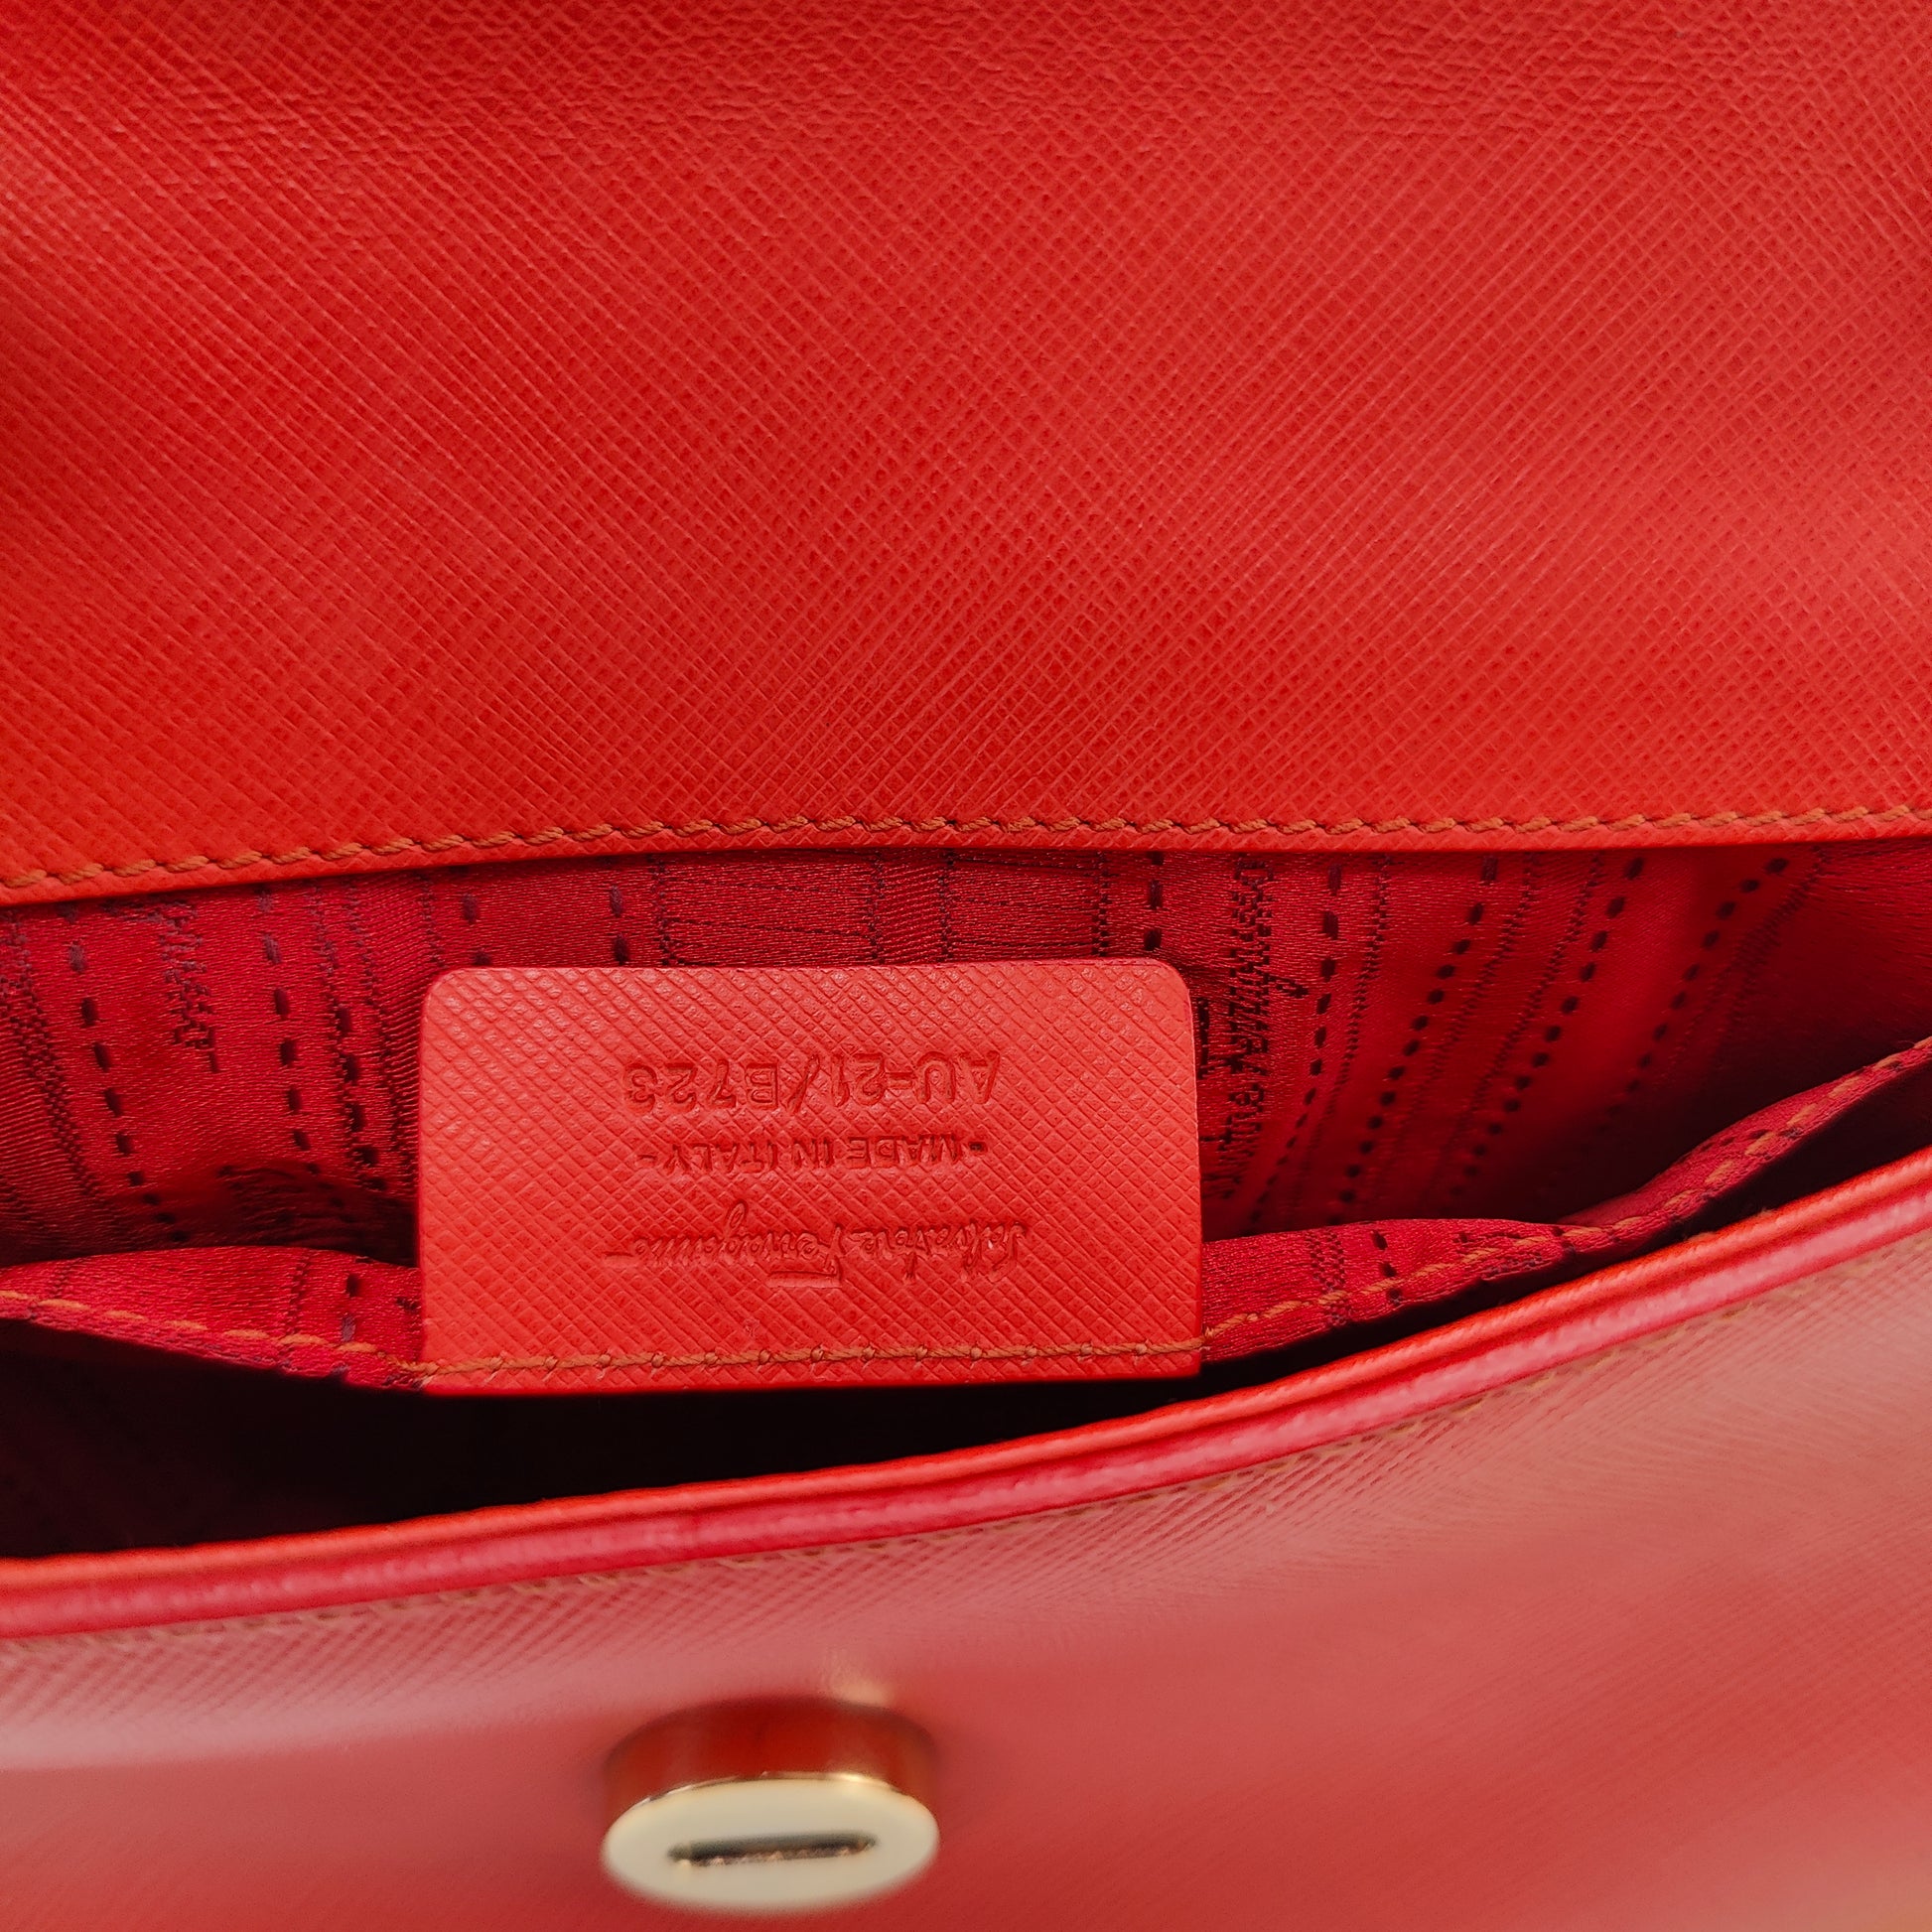 Salvatore Ferragamo
-MADE IN ITALY-
AU-21/B723